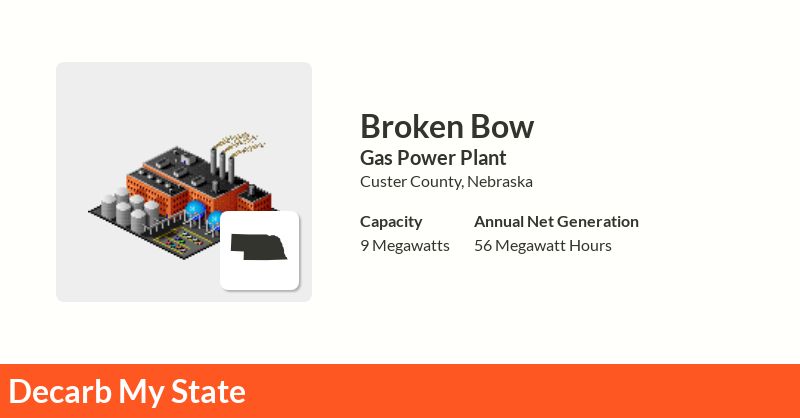 Broken Bow
Gas Power Plant
Custer County, Nebraska
Capacity
9 Megawatts
Annual Net Generation
56 Megawatt Hours
Decarb My State